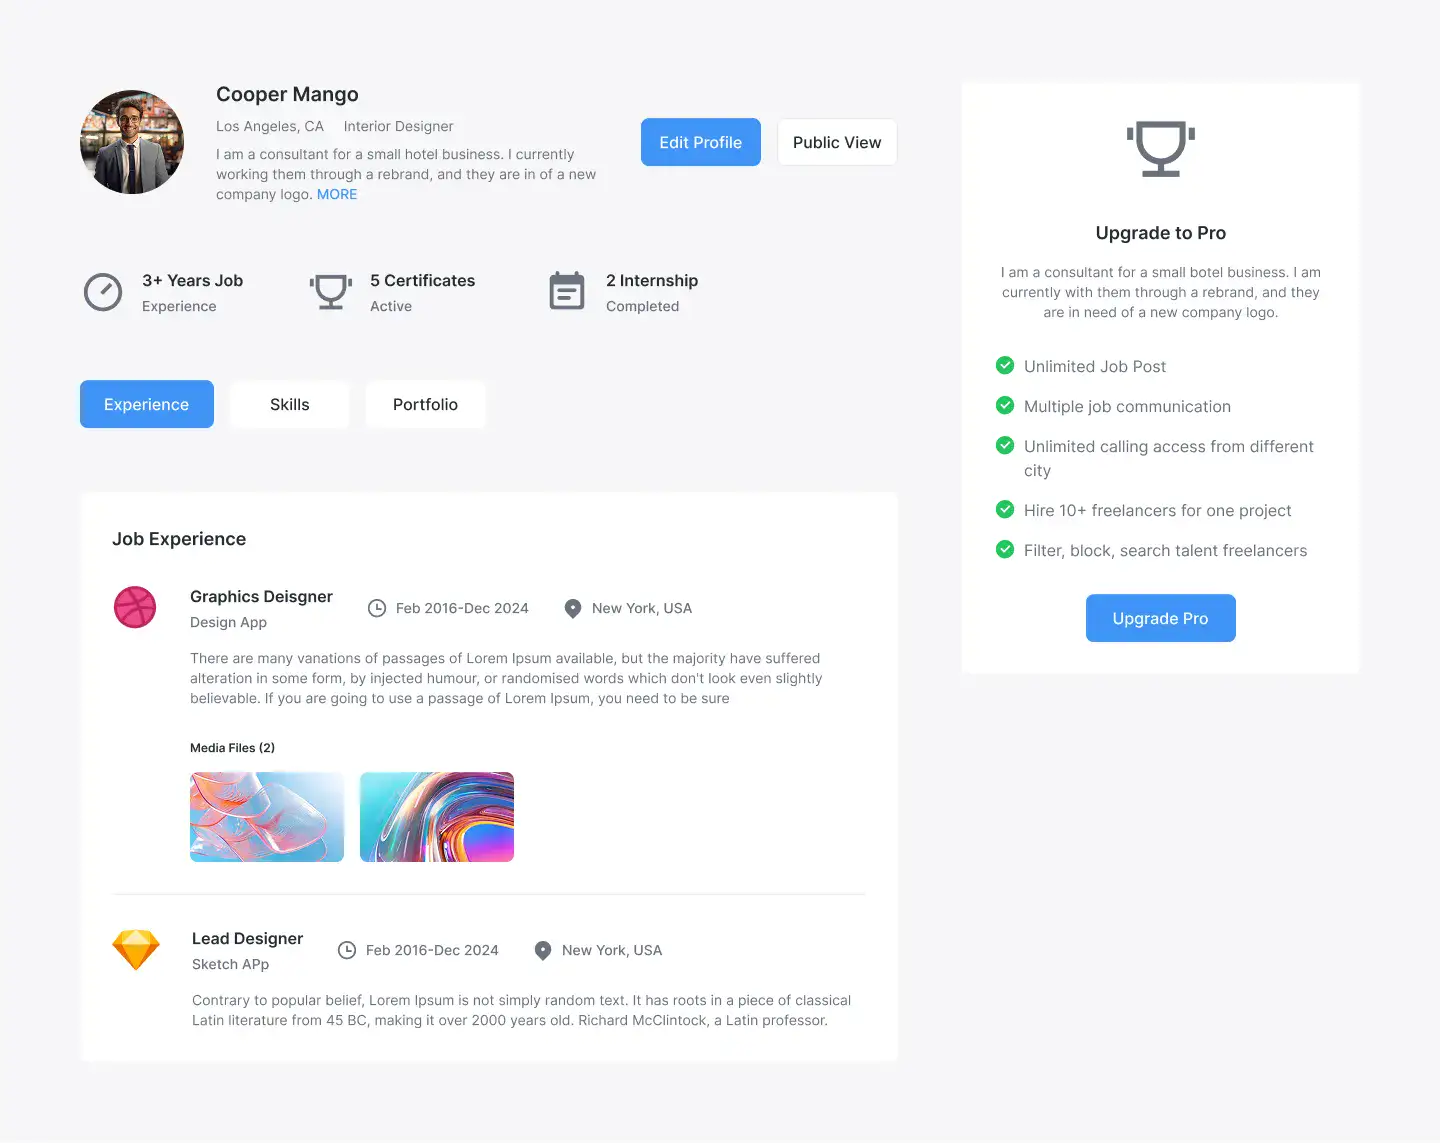 Cooper Mango
Los Angeles, CA Interior Designer
I am a consultant for a small hotel business. I currently
working them through a rebrand, and they are in of a new
company logo. MORE
Edit Profile
Public View
3+ Years Job
Experience
5 Certificates
Active
2 Internship
Completed
Experience
Skills
Portfolio
Job Experience
Graphics Deisgner
Design App
Feb 2016-Dec 2024
New York, USA
There are many vanations of passages of Lorem Ipsum available, but the majority have suffered
alteration in some form, by injected humour, or randomised words which don't look even slightly
believable. If you are going to use a passage of Lorem Ipsum, you need to be sure
Media Files (2)
Lead Designer
Sketch APp
Feb 2016-Dec 2024
New York, USA
Contrary to popular belief, Lorem Ipsum is not simply random text. It has roots in a piece of classical
Latin literature from 45 BC, making it over 2000 years old. Richard McClintock, a Latin professor.
Upgrade to Pro
I am a consultant for a small botel business. I am
currently with them through a rebrand, and they
are in need of a new company logo.
Unlimited Job Post
Multiple job communication
Unlimited calling access from different
city
Hire 10+ freelancers for one project
Filter, block, search talent freelancers
Upgrade Pro